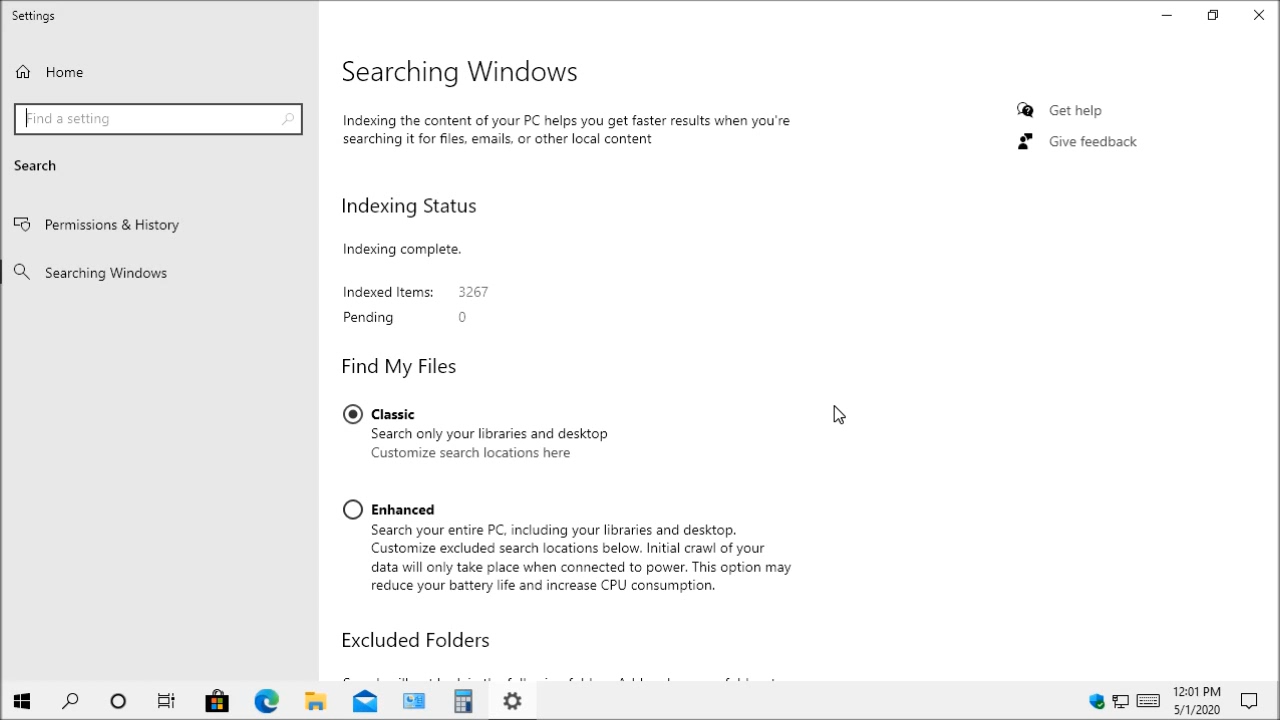 Settings
Home
Find a setting
Search
Permissions & History
Searching Windows
Searching Windows
Indexing the content of your PC helps you get faster results when you're
searching it for files, emails, or other local content
Get help
Give feedback
Indexing Status
Indexing complete.
Indexed Items: 3267
Pending 0
Find My Files
Classic
Search only your libraries and desktop
Customize search locations here
Enhanced
Search your entire PC, including your libraries and desktop.
Customize excluded search locations below. Initial crawl of your
data will only take place when connected to power. This option may
reduce your battery life and increase CPU consumption.
Excluded Folders
12:01 PM
5/1/2020